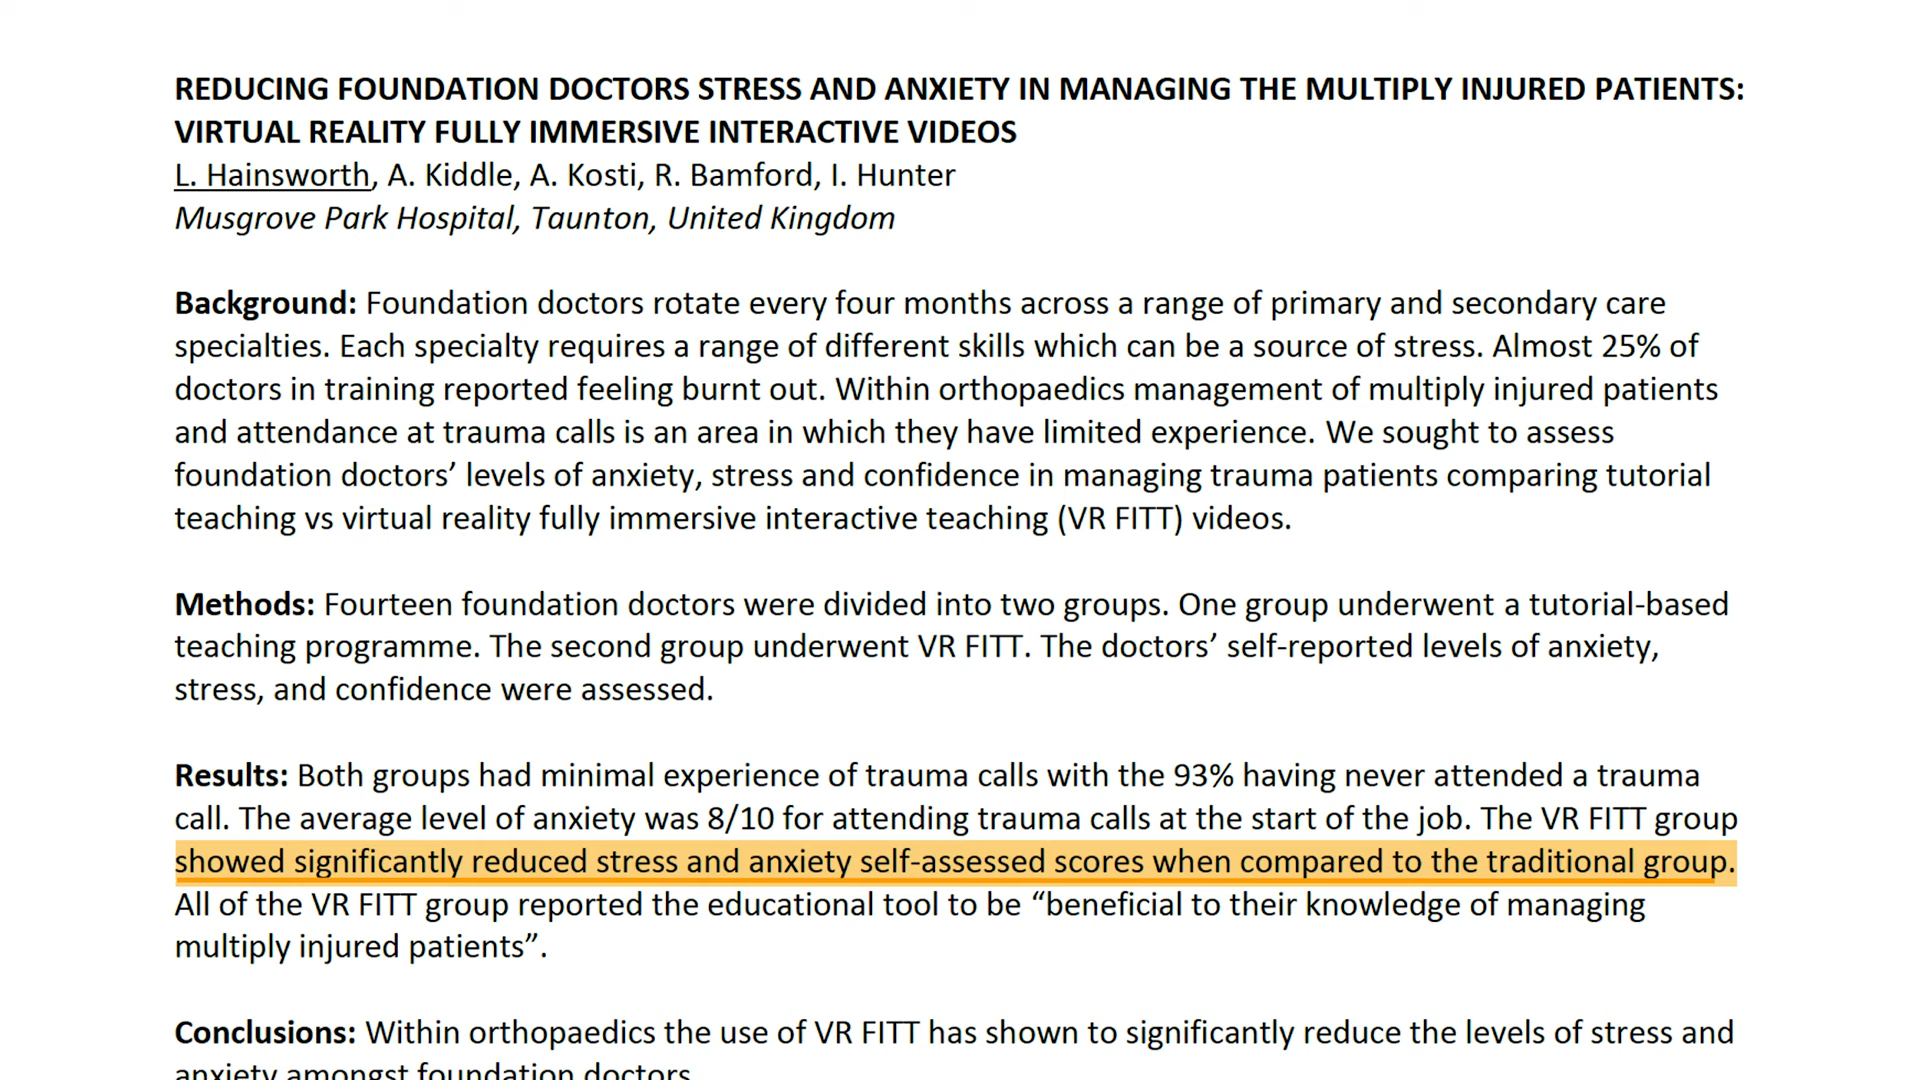 REDUCING FOUNDATION DOCTORS STRESS AND ANXIETY IN MANAGING THE MULTIPLY INJURED PATIENTS:
VIRTUAL REALITY FULLY IMMERSIVE INTERACTIVE VIDEOS
L. Hainsworth, A. Kiddle, A. Kosti, R. Bamford, I. Hunter
Musgrove Park Hospital, Taunton, United Kingdom
Background: Foundation doctors rotate every four months across a range of primary and secondary care
specialties. Each specialty requires a range of different skills which can be a source of stress. Almost 25% of
doctors in training reported feeling burnt out. Within orthopaedics management of multiply injured patients
and attendance at trauma calls is an area in which they have limited experience. We sought to assess
foundation doctors’ levels of anxiety, stress and confidence in managing trauma patients comparing tutorial
teaching vs virtual reality fully immersive interactive teaching (VR FITT) videos.
Methods: Fourteen foundation doctors were divided into two groups. One group underwent a tutorial-based
teaching programme. The second group underwent VR FITT. The doctors’ self-reported levels of anxiety,
stress, and confidence were assessed.
Results: Both groups had minimal experience of trauma calls with the 93% having never attended a trauma
call. The average level of anxiety was 8/10 for attending trauma calls at the start of the job. The VR FITT group
showed significantly reduced stress and anxiety self-assessed scores when compared to the traditional group.
All of the VR FITT group reported the educational tool to be “beneficial to their knowledge of managing
multiply injured patients”.
Conclusions: Within orthopaedics the use of VR FITT has shown to significantly reduce the levels of stress and
anxiety amongst foundation doctors.